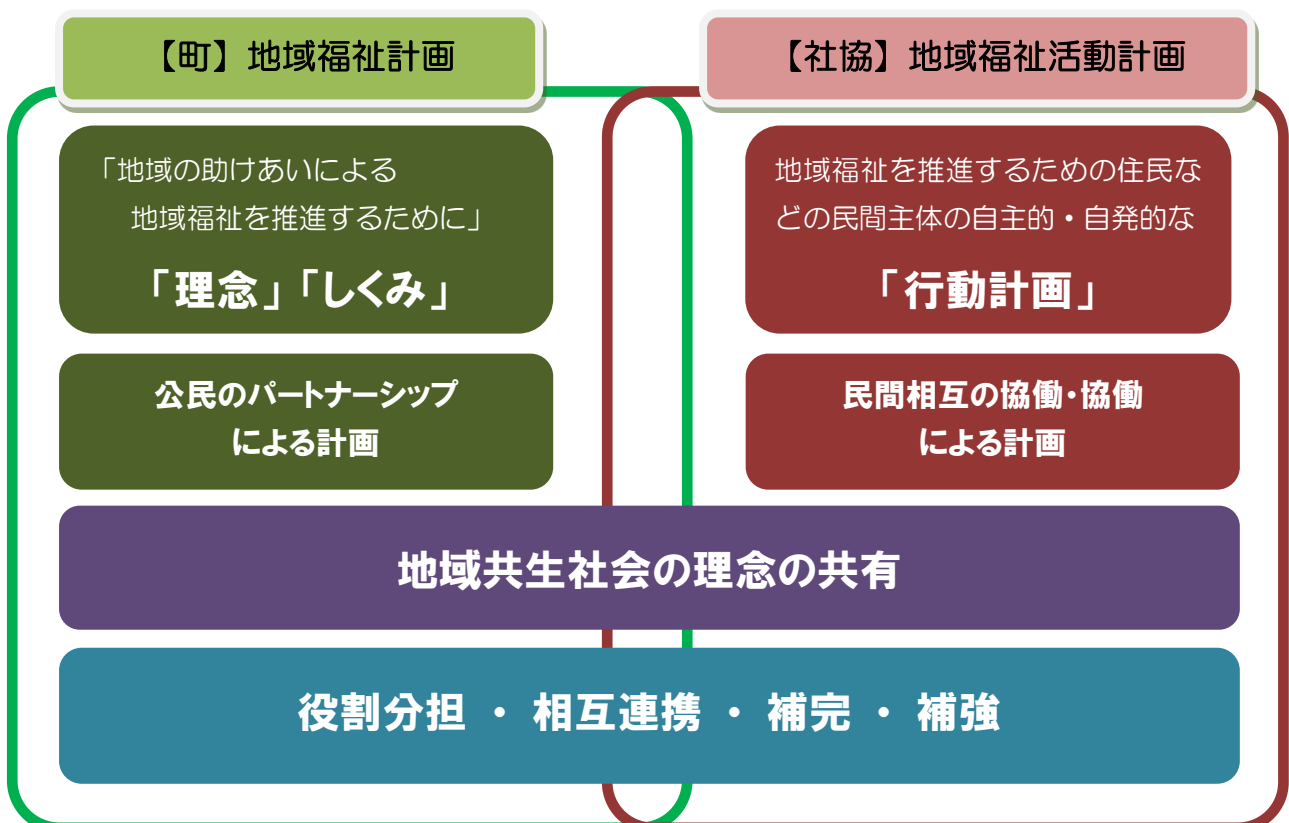 【町】地域福祉計画
「地域の助けあいによる
地域福祉を推進するために」
「理念」「しくみ」
公民のパートナーシップ
による計画
【社協】地域福祉活動計画
地域福祉を推進するための住民な
どの民間主体の自主的・自発的な
「行動計画」
民間相互の協働・協働
による計画
地域共生社会の理念の共有
役割分担 ・ 相互連携 ・ 補完 ・ 補強